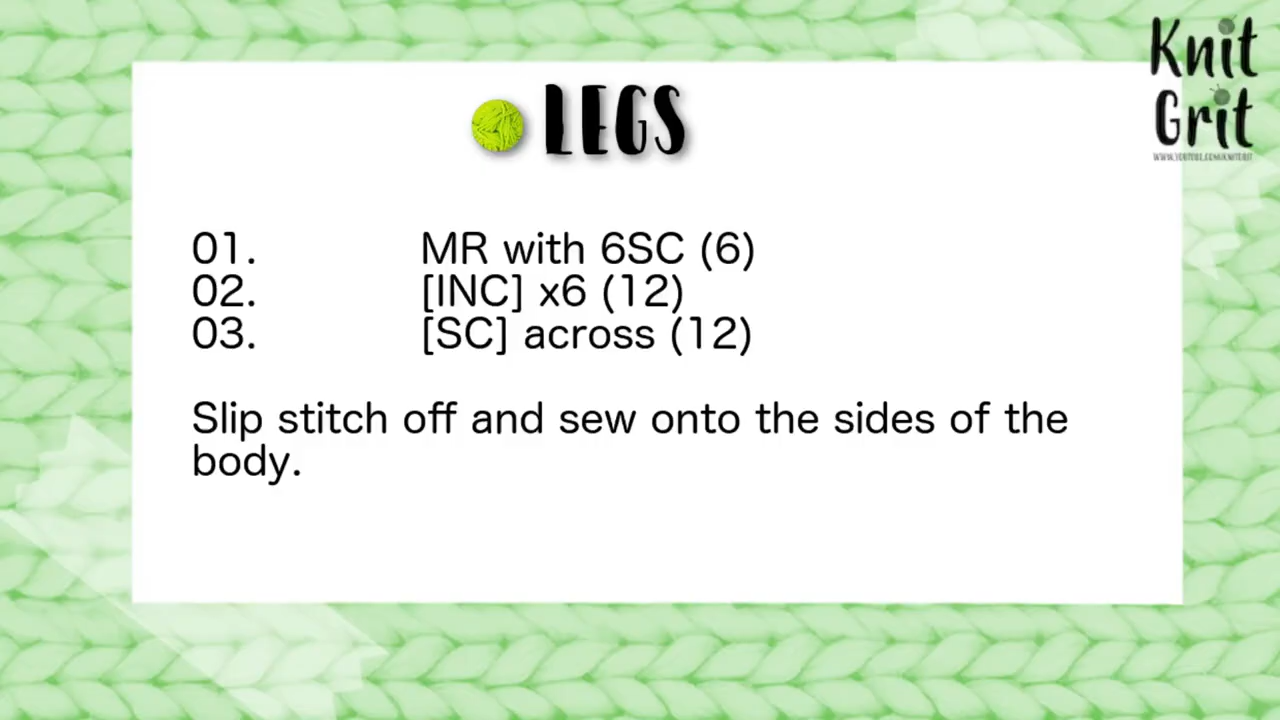 Knit
Grit
LEGS
01. MR with 6SC (6)
02. [INC] x6 (12)
03. [SC] across (12)
Slip stitch off and sew onto the sides of the
body.